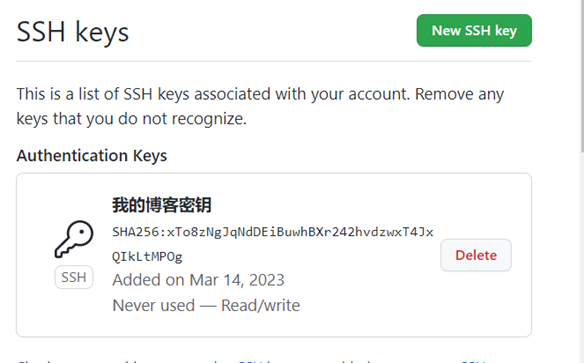 SSH keys
New SSH key
This is a list of SSH keys associated with your account. Remove any
keys that you do not recognize.
Authentication Keys
我的博客密钥
SHA256:xTo8zNgJqNdDEiBuwhBXr242hvdzwxT4Jx
QIkLtMPOg
SSH
Added on Mar 14, 2023
Never used — Read/write
Delete